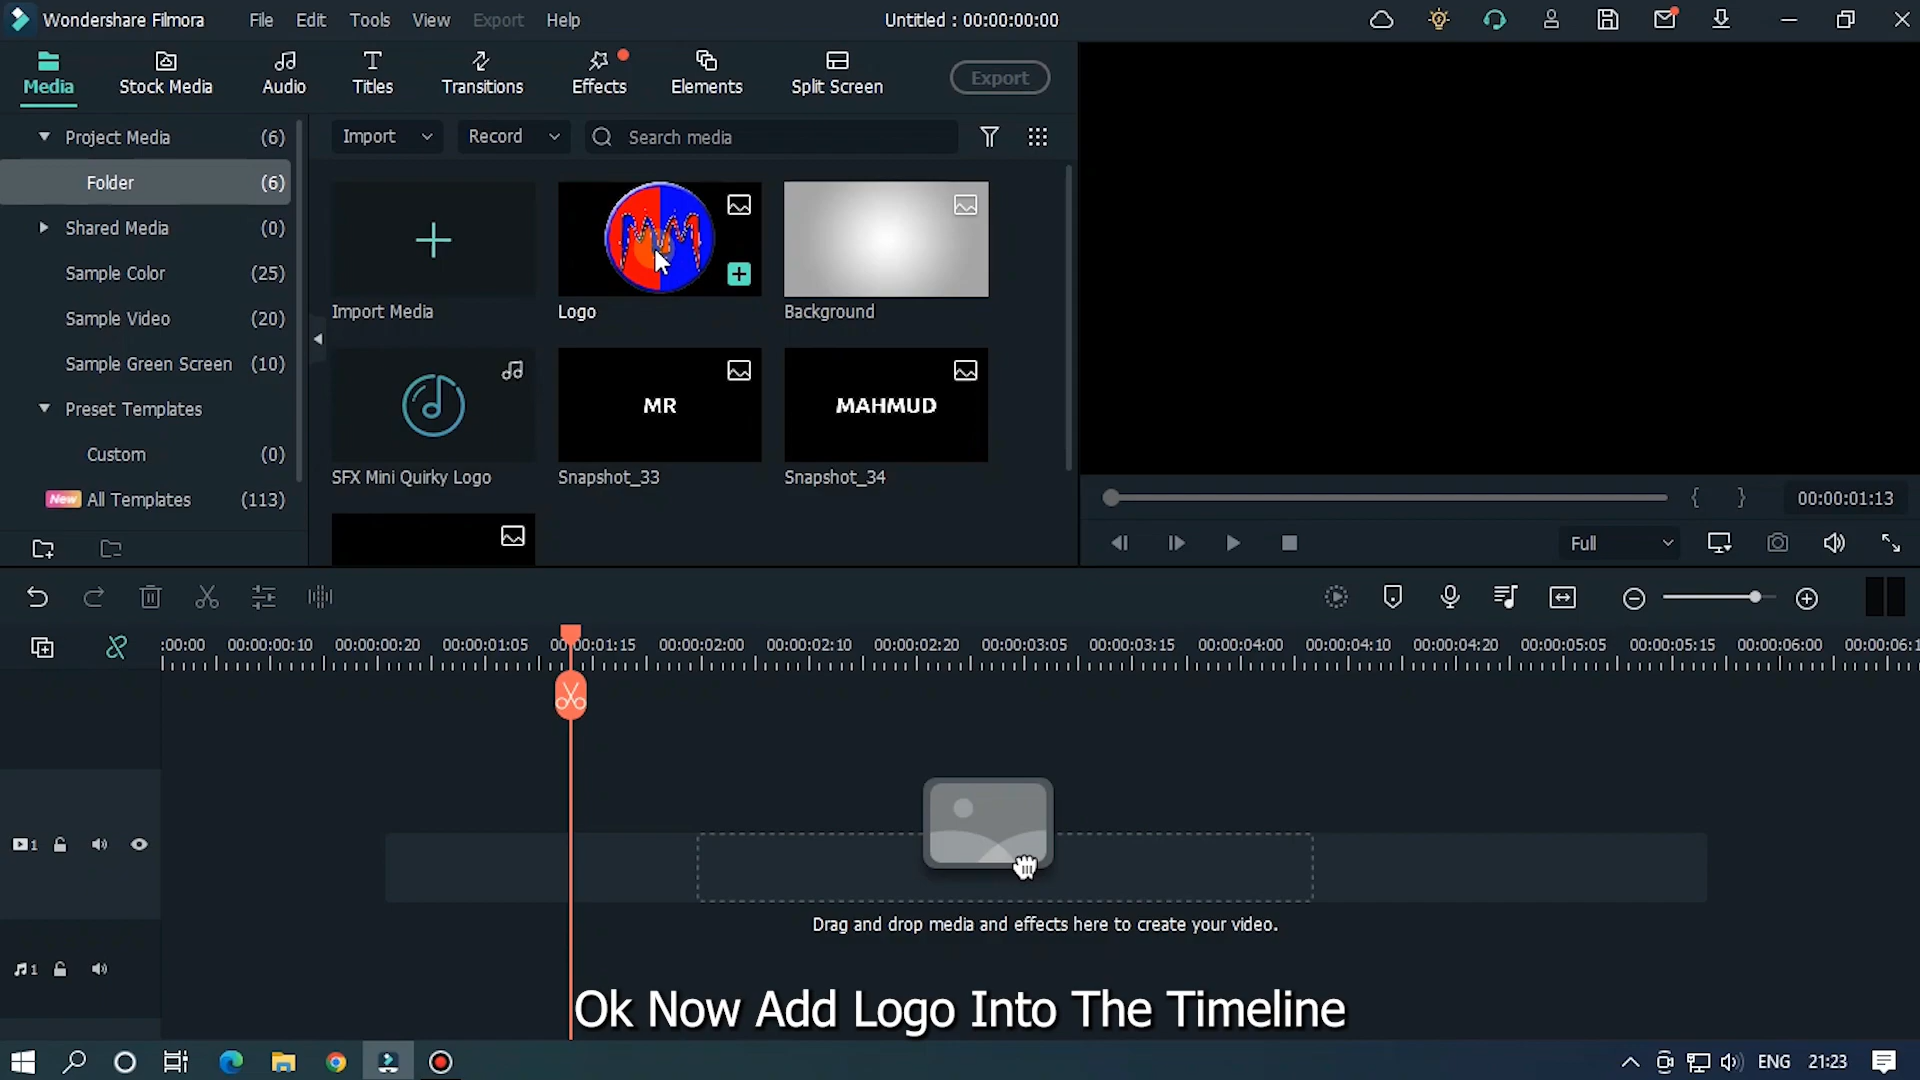 Wondershare Filmora
File
Edit
Tools
View
Export
Help
Untitled : 00:00:00:00
Media
Stock Media
Audio
Titles
Transitions
Effects
Elements
Split Screen
Export
Project Media (6)
Folder (6)
Shared Media (0)
Sample Color (25)
Sample Video (20)
Sample Green Screen (10)
Preset Templates
Custom (0)
New All Templates (113)
Import
Record
Search media
Import Media
Logo
Background
SFX Mini Quirky Logo
MR
Snapshot_33
MAHMUD
Snapshot_34
{ }
00:00:01:13
Full
:00:00 00:00:00:10 00:00:00:20 00:00:01:05 00:00:01:15 00:00:02:00 00:00:02:10 00:00:02:20 00:00:03:05 00:00:03:15 00:00:04:00 00:00:04:10 00:00:04:20 00:00:05:05 00:00:05:15 00:00:06:00 00:00:06:1
1
Drag and drop media and effects here to create your video.
1
Ok Now Add Logo Into The Timeline
ENG
21:23